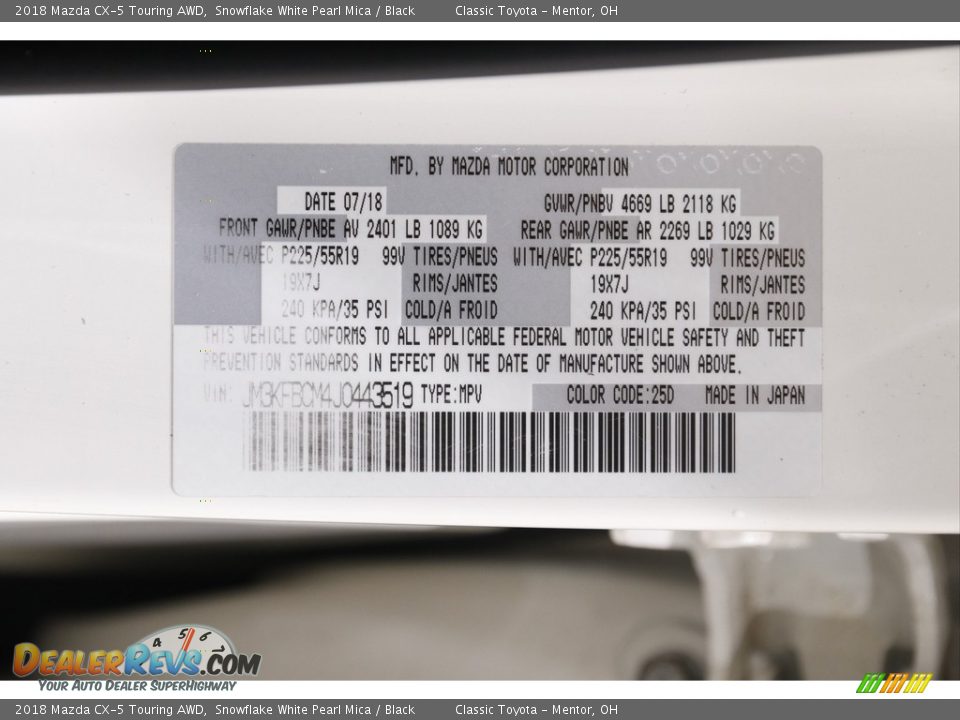 2018 Mazda CX-5 Touring AWD, Snowflake White Pearl Mica / Black Classic Toyota - Mentor, OH
MFD. BY MAZDA MOTOR CORPORATION
DATE 07/18 GVWR/PNBV 4669 LB 2118 KG
FRONT GAWR/PNBE AV 2401 LB 1089 KG REAR GAWR/PNBE AR 2269 LB 1029 KG
WITH/AVEC P225/55R19 99V TIRES/PNEUS WITH/AVEC P225/55R19 99V TIRES/PNEUS
19X7J RIMS/JANTES 19X7J RIMS/JANTES
240 KPA/35 PSI COLD/A FROID 240 KPA/35 PSI COLD/A FROID
THIS VEHICLE CONFORMS TO ALL APPLICABLE FEDERAL MOTOR VEHICLE SAFETY AND THEFT
PREVENTION STANDARDS IN EFFECT ON THE DATE OF MANUFACTURE SHOWN ABOVE.
VIN: JM3KFBCM4J0443519 TYPE:MPV COLOR CODE:25D MADE IN JAPAN
4 5 6
DEALERREVS.COM
YOUR AUTO DEALER SUPERHIGHWAY
2018 Mazda CX-5 Touring AWD, Snowflake White Pearl Mica / Black Classic Toyota - Mentor, OH